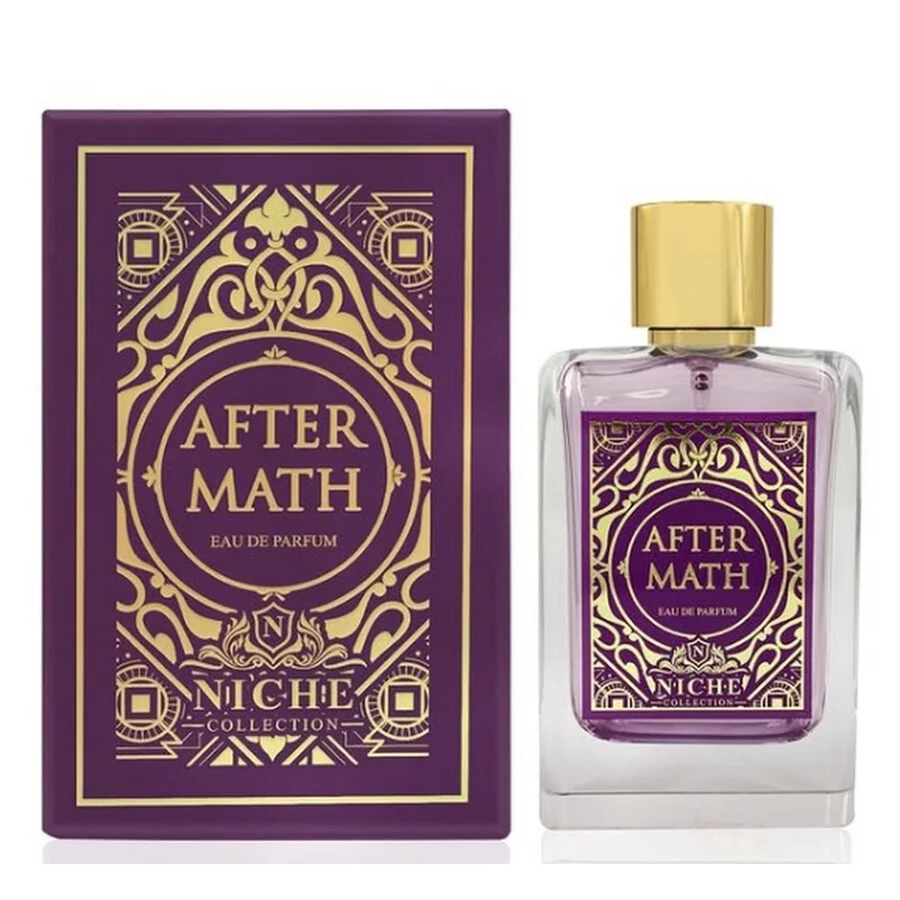 AFTER
MATH
EAU DE PARFUM
N
NICHE
COLLECTION
AFTER
MATH
EAU DE PARFUM
N
NICHE
COLLECTION